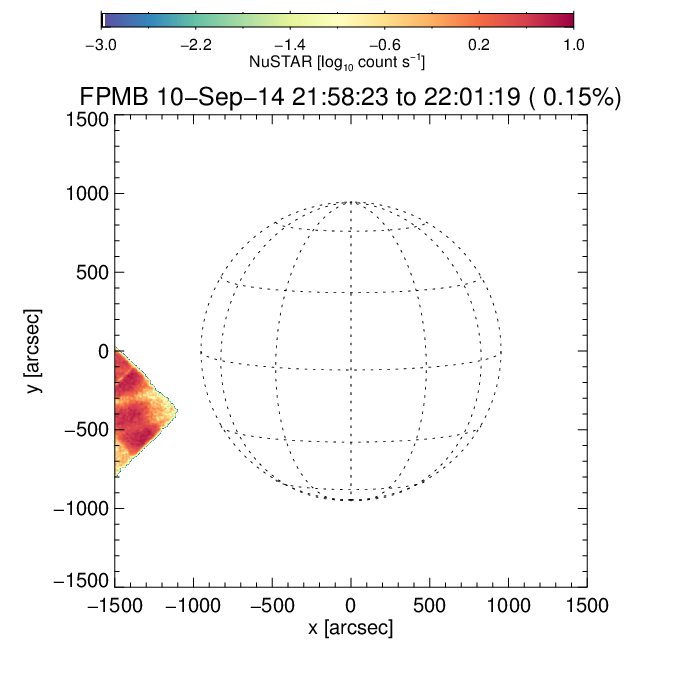 −3.0 −2.2 −1.4 −0.6 0.2 1.0
NuSTAR [log₁₀ count s⁻¹]
FPMB 10−Sep−14 21:58:23 to 22:01:19 ( 0.15%)
1500
1000
500
0
−500
−1000
−1500
y [arcsec]
−1500 −1000 −500 0 500 1000 1500
x [arcsec]